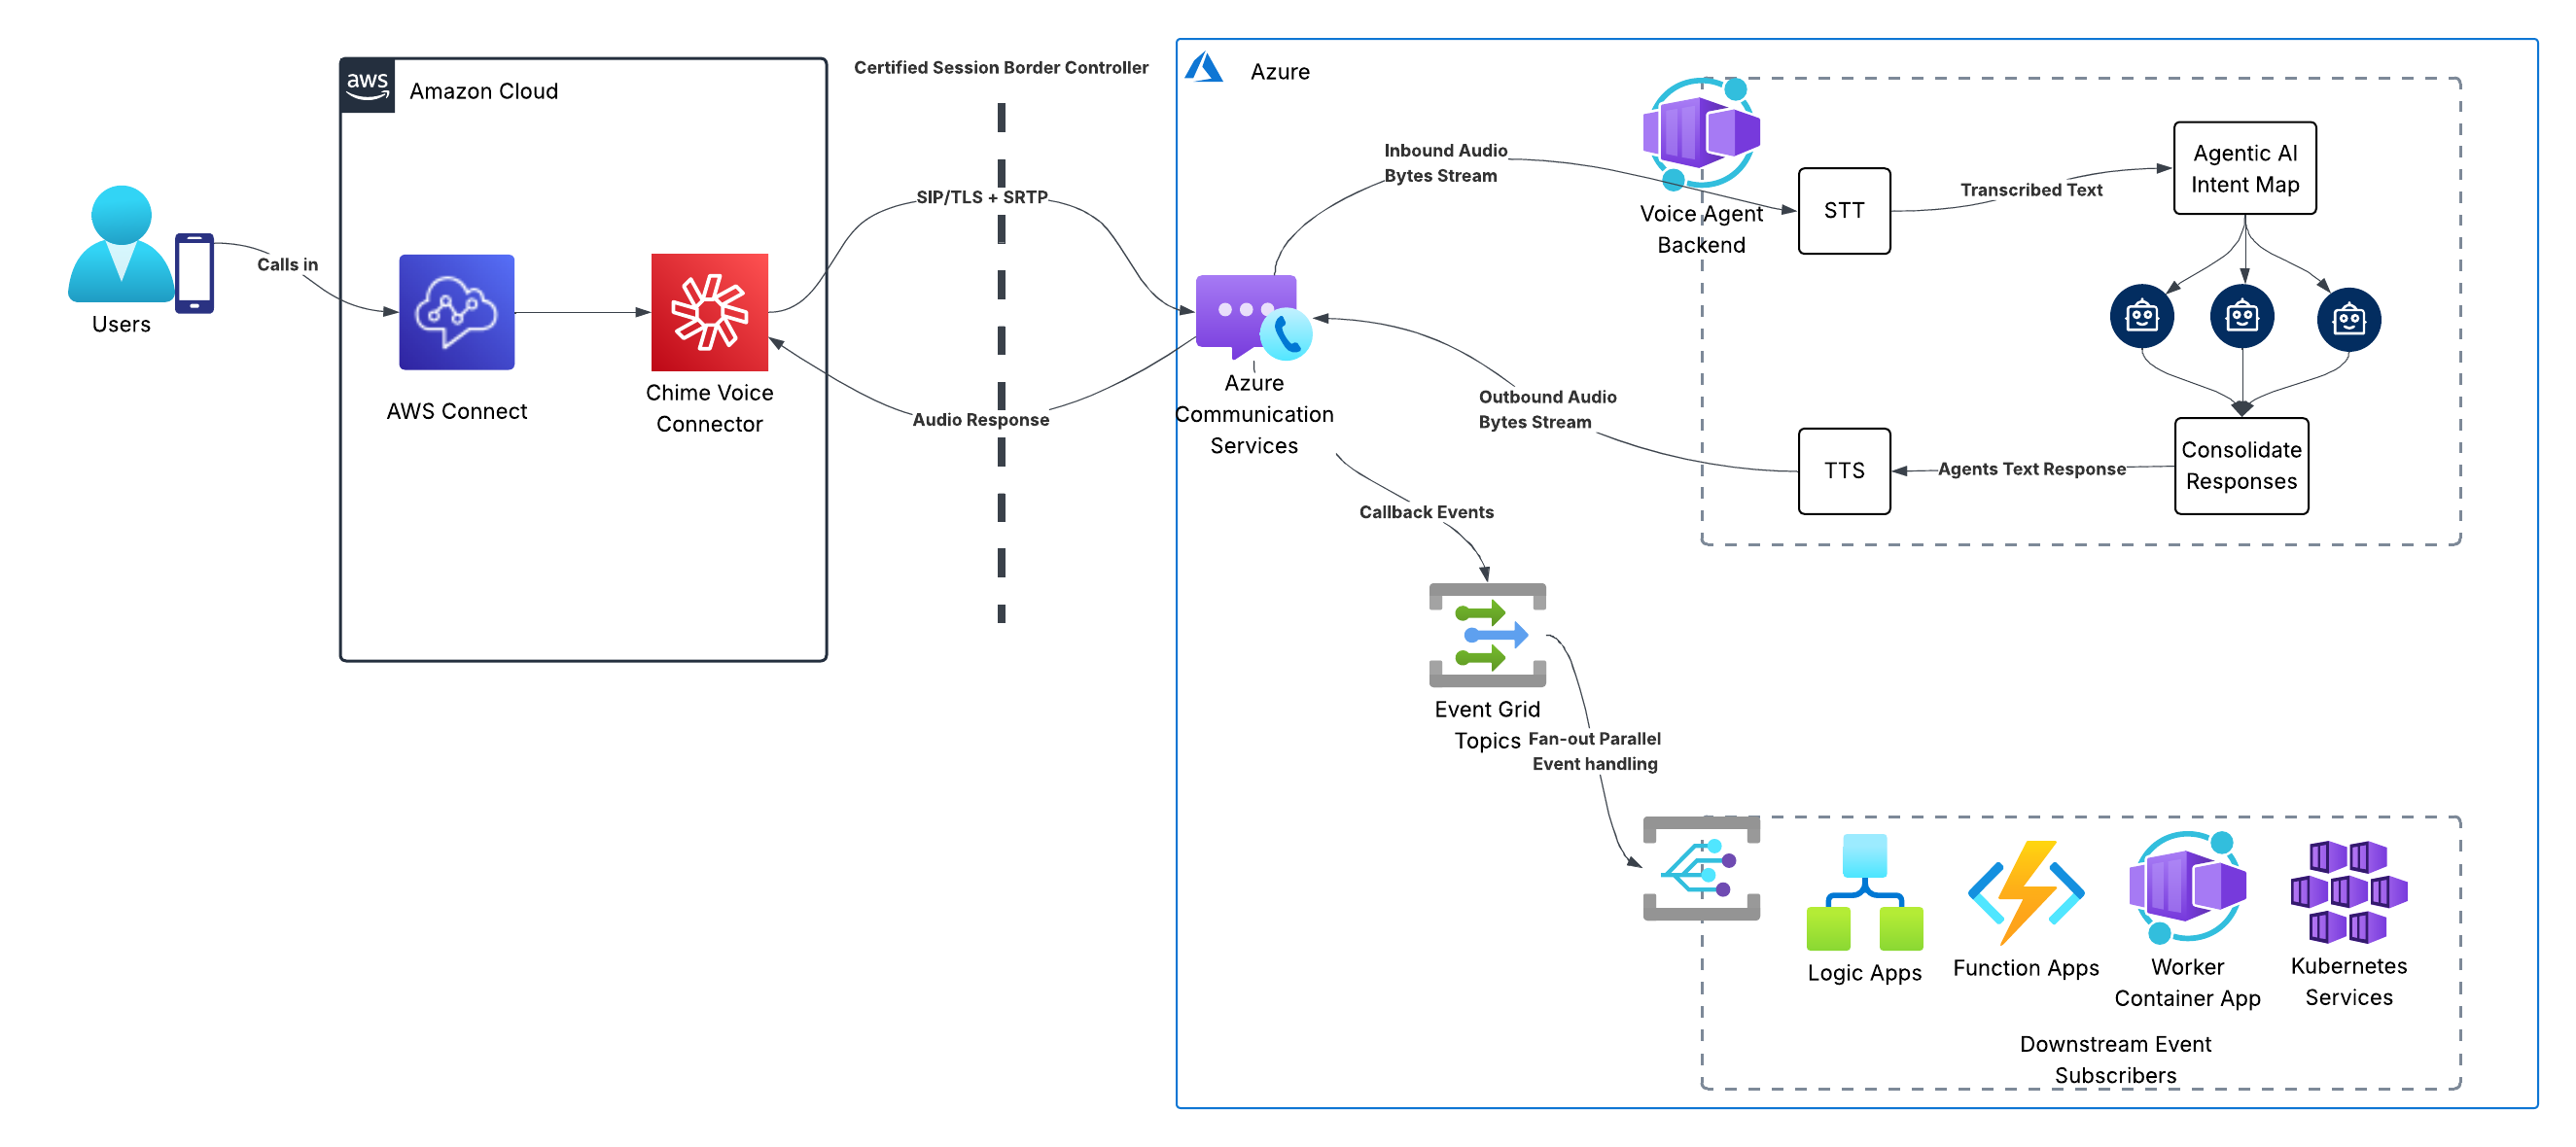 aws
Amazon Cloud
Users
Calls in
AWS Connect
Chime Voice
Connector
Certified Session Border Controller
SIP/TLS + SRTP
Audio Response
Azure
Azure
Communication
Services
Inbound Audio
Bytes Stream
Voice Agent
Backend
STT
Transcribed Text
Agentic AI
Intent Map
Consolidate
Responses
Agents Text Response
TTS
Outbound Audio
Bytes Stream
Callback Events
Event Grid
Topics
Fan-out Parallel
Event handling
Logic Apps
Function Apps
Worker
Container App
Kubernetes
Services
Downstream Event
Subscribers